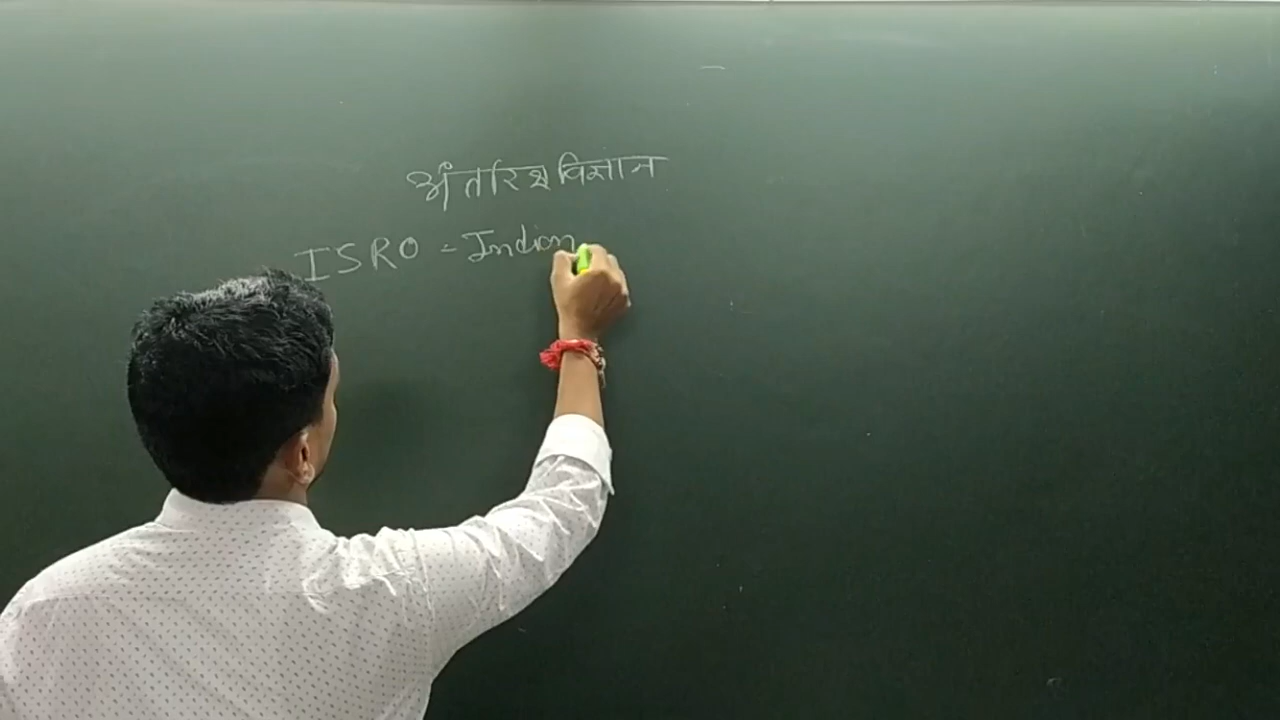 अंतरिक्ष विज्ञान
ISRO = Indian